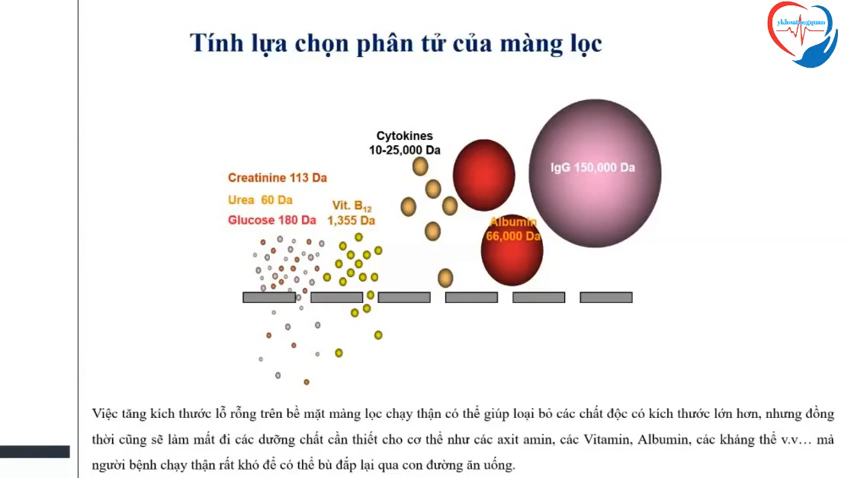 ykhoatongquan
Tính lựa chọn phân tử của màng lọc
Cytokines
10-25,000 Da
IgG 150,000 Da
Creatinine 113 Da
Urea 60 Da
Vit. B12
Glucose 180 Da
1,355 Da
Albumin
66,000 Da
Việc tăng kích thước lỗ rỗng trên bề mặt màng lọc chạy thận có thể giúp loại bỏ các chất độc có kích thước lớn hơn, nhưng đồng
thời cũng sẽ làm mất đi các dưỡng chất cần thiết cho cơ thể như các axit amin, các Vitamin, Albumin, các kháng thể v.v… mà
người bệnh chạy thận rất khó để có thể bù đắp lại qua con đường ăn uống.